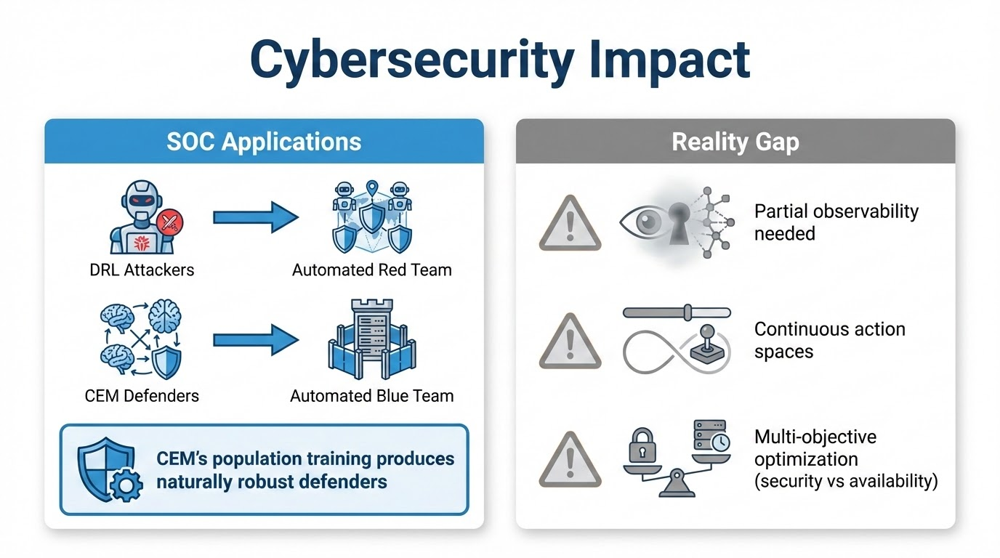 Cybersecurity Impact
SOC Applications
DRL Attackers
Automated Red Team
CEM Defenders
Automated Blue Team
CEM’s population training produces
naturally robust defenders
Reality Gap
Partial observability
needed
Continuous action
spaces
Multi-objective
optimization
(security vs availability)